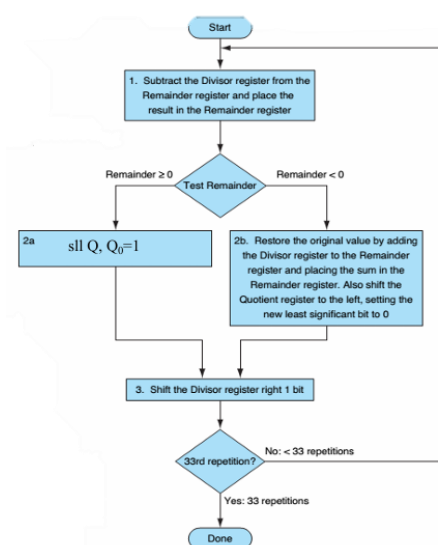 Start
1. Subtract the Divisor register from the
Remainder register and place the
result in the Remainder register
Remainder ≥ 0
Remainder < 0
Test Remainder
2a
sll Q, Q₀=1
2b. Restore the original value by adding
the Divisor register to the Remainder
register and placing the sum in the
Remainder register. Also shift the
Quotient register to the left, setting the
new least significant bit to 0
3. Shift the Divisor register right 1 bit
33rd repetition?
No: < 33 repetitions
Yes: 33 repetitions
Done